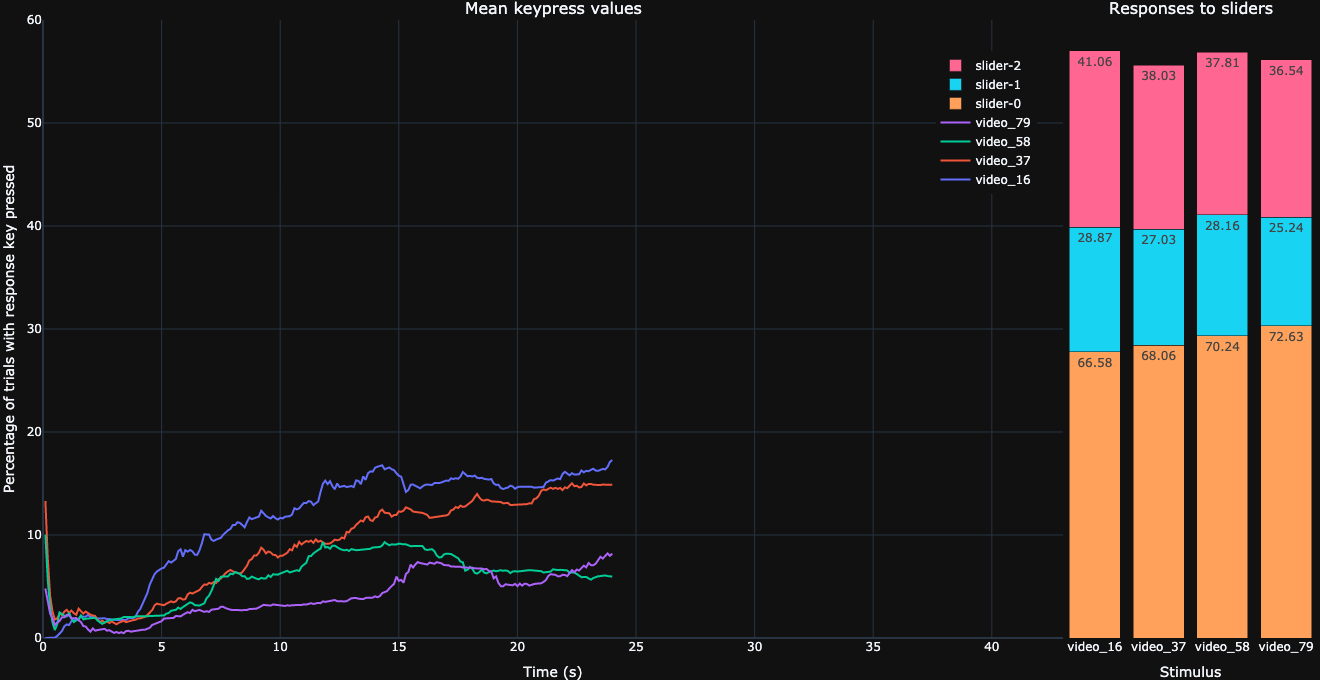 Mean keypress values
Responses to sliders
Percentage of trials with response key pressed
60
50
40
30
20
10
0
0 5 10 15 20 25 30 35 40
Time (s)
slider-2
slider-1
slider-0
video_79
video_58
video_37
video_16
41.06 38.03 37.81 36.54
28.87 27.03 28.16 25.24
66.58 68.06 70.24 72.63
video_16 video_37 video_58 video_79
Stimulus